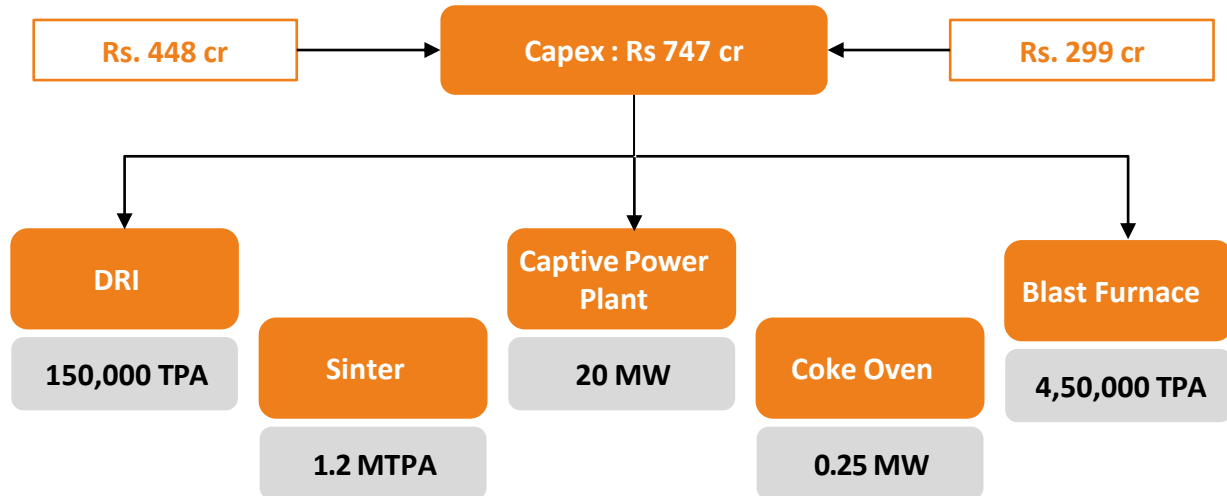 Rs. 448 cr
Capex : Rs 747 cr
Rs. 299 cr
DRI
150,000 TPA
Sinter
1.2 MTPA
Captive Power
Plant
20 MW
Coke Oven
0.25 MW
Blast Furnace
4,50,000 TPA